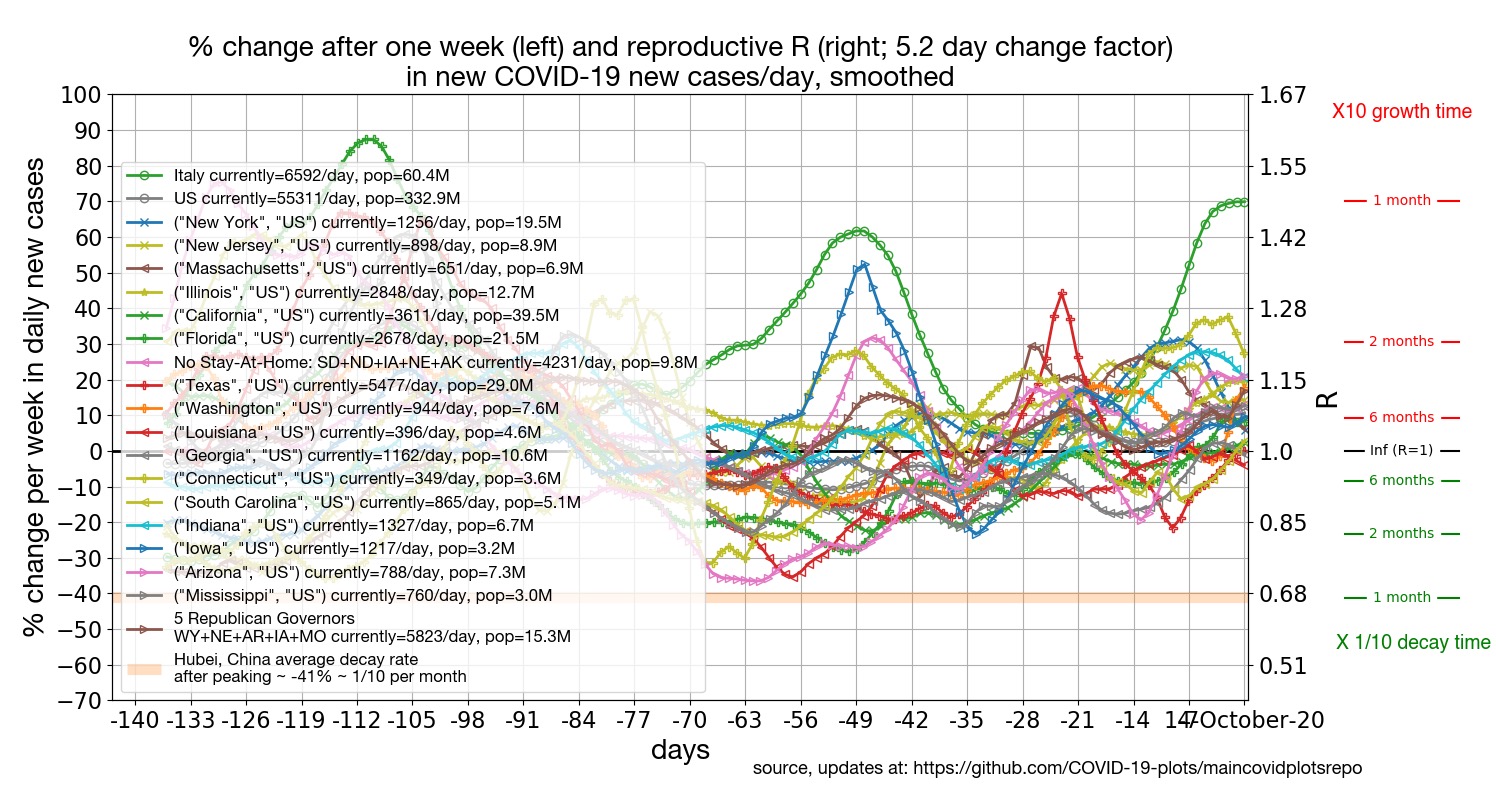 % change after one week (left) and reproductive R (right; 5.2 day change factor)
in new COVID-19 new cases/day, smoothed
% change per week in daily new cases
100
90
80
70
60
50
40
30
20
10
0
−10
−20
−30
−40
−50
−60
−70
Italy currently=6592/day, pop=60.4M
US currently=55311/day, pop=332.9M
("New York", "US") currently=1256/day, pop=19.5M
("New Jersey", "US") currently=898/day, pop=8.9M
("Massachusetts", "US") currently=651/day, pop=6.9M
("Illinois", "US") currently=2848/day, pop=12.7M
("California", "US") currently=3611/day, pop=39.5M
("Florida", "US") currently=2678/day, pop=21.5M
No Stay-At-Home: SD+ND+IA+NE+AK currently=4231/day, pop=9.8M
("Texas", "US") currently=5477/day, pop=29.0M
("Washington", "US") currently=944/day, pop=7.6M
("Louisiana", "US") currently=396/day, pop=4.6M
("Georgia", "US") currently=1162/day, pop=10.6M
("Connecticut", "US") currently=349/day, pop=3.6M
("South Carolina", "US") currently=865/day, pop=5.1M
("Indiana", "US") currently=1327/day, pop=6.7M
("Iowa", "US") currently=1217/day, pop=3.2M
("Arizona", "US") currently=788/day, pop=7.3M
("Mississippi", "US") currently=760/day, pop=3.0M
5 Republican Governors
WY+NE+AR+IA+MO currently=5823/day, pop=15.3M
Hubei, China average decay rate
after peaking ~ -41% ~ 1/10 per month
1.67
1.55
1.42
1.28
1.15
1.0
0.85
0.68
0.51
R
X10 growth time
1 month
2 months
6 months
Inf (R=1)
6 months
2 months
1 month
X 1/10 decay time
-140 -133 -126 -119 -112 -105 -98 -91 -84 -77 -70 -63 -56 -49 -42 -35 -28 -21 -14 October-20
days
source, updates at: https://github.com/COVID-19-plots/maincovidplotsrepo